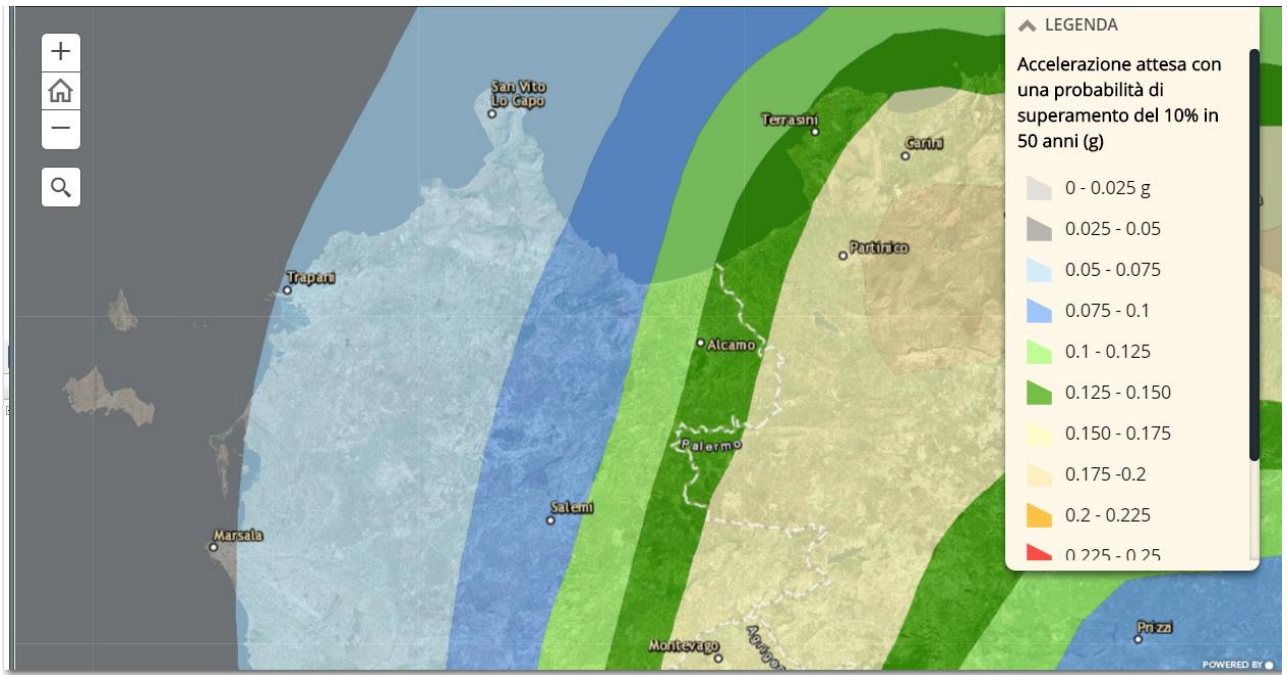 LEGENDA
Accelerazione attesa con
una probabilità di
superamento del 10% in
50 anni (g)
0 - 0.025 g
0.025 - 0.05
0.05 - 0.075
0.075 - 0.1
0.1 - 0.125
0.125 - 0.150
0.150 - 0.175
0.175 -0.2
0.2 - 0.225
0.225 - 0.25
San Vito
Lo Capo
Terrasini
Carini
Partinico
Trapani
Alcamo
Palermo
Salemi
Marsala
Montevago
Prizzi
POWERED BY